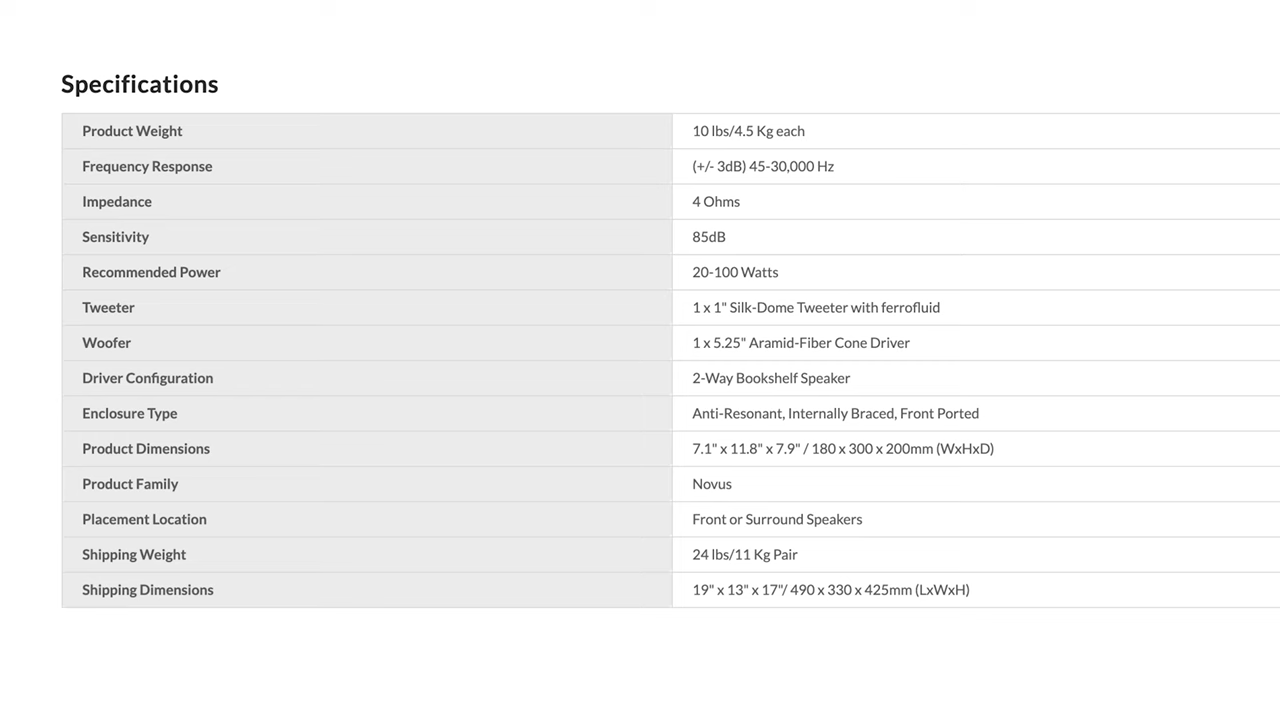 Specifications
Product Weight 10 lbs/4.5 Kg each
Frequency Response (+/- 3dB) 45-30,000 Hz
Impedance 4 Ohms
Sensitivity 85dB
Recommended Power 20-100 Watts
Tweeter 1 x 1" Silk-Dome Tweeter with ferrofluid
Woofer 1 x 5.25" Aramid-Fiber Cone Driver
Driver Configuration 2-Way Bookshelf Speaker
Enclosure Type Anti-Resonant, Internally Braced, Front Ported
Product Dimensions 7.1" x 11.8" x 7.9" / 180 x 300 x 200mm (WxHxD)
Product Family Novus
Placement Location Front or Surround Speakers
Shipping Weight 24 lbs/11 Kg Pair
Shipping Dimensions 19" x 13" x 17"/ 490 x 330 x 425mm (LxWxH)